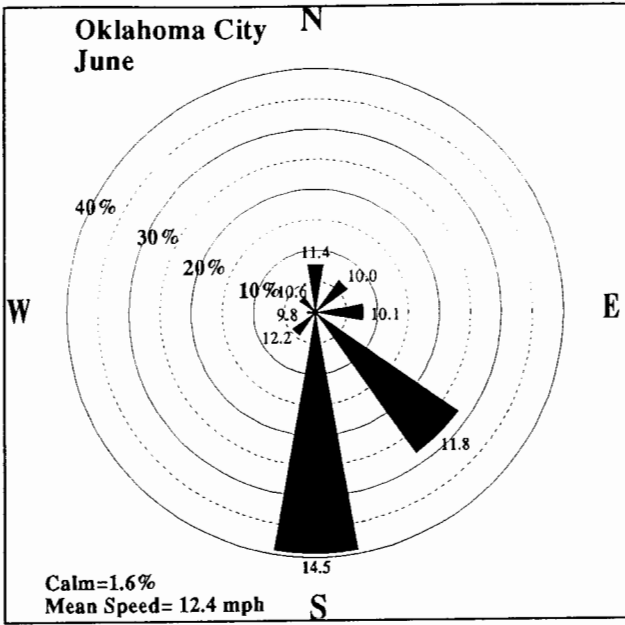 N
Oklahoma City
June
40%
30%
20%
11.4
10.0
10%
10.6
W
9.8
10.1
E
12.2
11.8
14.5
Calm=1.6%
Mean Speed= 12.4 mph
S